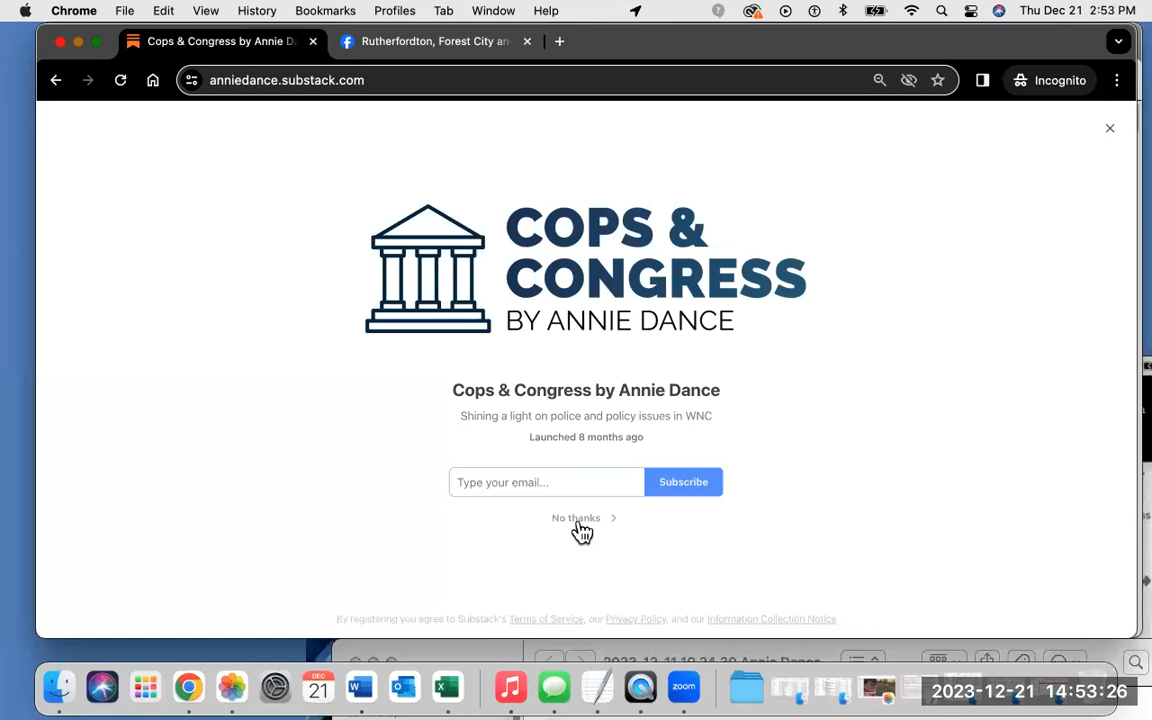 Chrome File Edit View History Bookmarks Profiles Tab Window Help Thu Dec 21 2:53 PM
Cops & Congress by Annie D Rutherfordton, Forest City an
anniedance.substack.com Incognito
COPS &
CONGRESS
BY ANNIE DANCE
Cops & Congress by Annie Dance
Shining a light on police and policy issues in WNC
Launched 8 months ago
Type your email... Subscribe
No thanks
By registering you agree to Substack's Terms of Service, our Privacy Policy, and our Information Collection Notice
DEC
21
zoom
2023-12-21 14:53:26